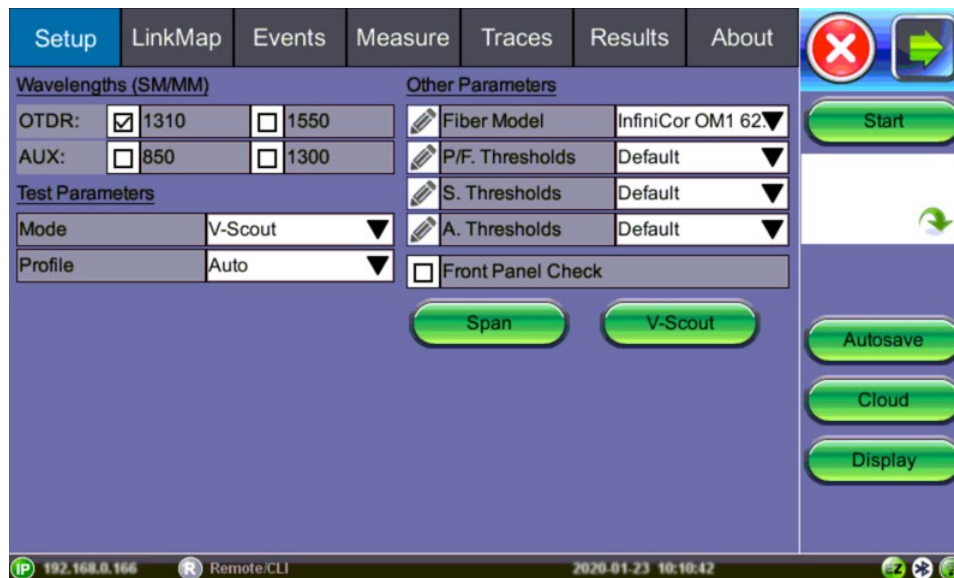 Setup LinkMap Events Measure Traces Results About
Wavelengths (SM/MM)
OTDR: 1310 1550
AUX: 850 1300
Test Parameters
Mode V-Scout
Profile Auto
Other Parameters
Fiber Model InfiniCor OM1 62.
P/F. Thresholds Default
S. Thresholds Default
A. Thresholds Default
Front Panel Check
Span V-Scout
Start
Autosave
Cloud
Display
IP 192.168.0.166 R Remote/CLI 2020-01-23 10:10:42 EZ